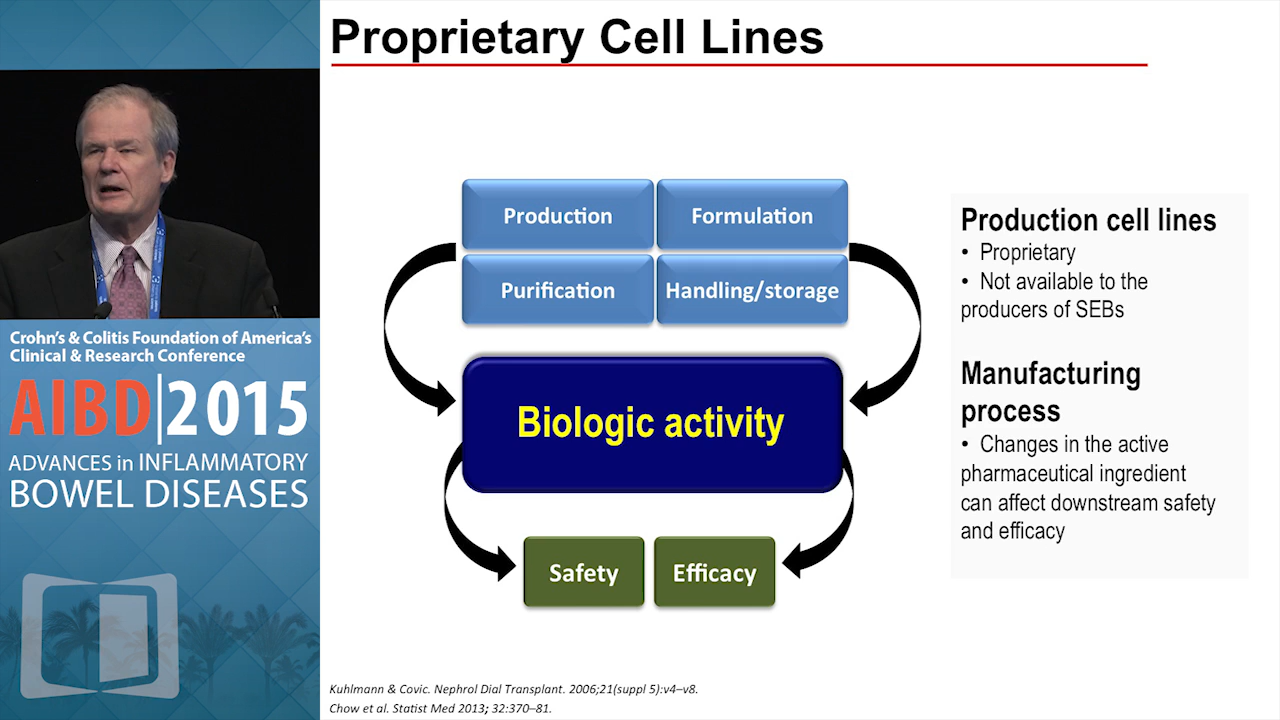 Proprietary Cell Lines
Production
Formulation
Purification
Handling/storage
Biologic activity
Safety
Efficacy
Production cell lines
• Proprietary
• Not available to the
producers of SEBs
Manufacturing
process
• Changes in the active
pharmaceutical ingredient
can affect downstream safety
and efficacy
Kuhlmann & Covic. Nephrol Dial Transplant. 2006;21(suppl 5):v4–v8.
Chow et al. Statist Med 2013; 32:370–81.
Crohn's & Colitis Foundation of America's
Clinical & Research Conference
AIBD|2015
ADVANCES in INFLAMMATORY
BOWEL DISEASES